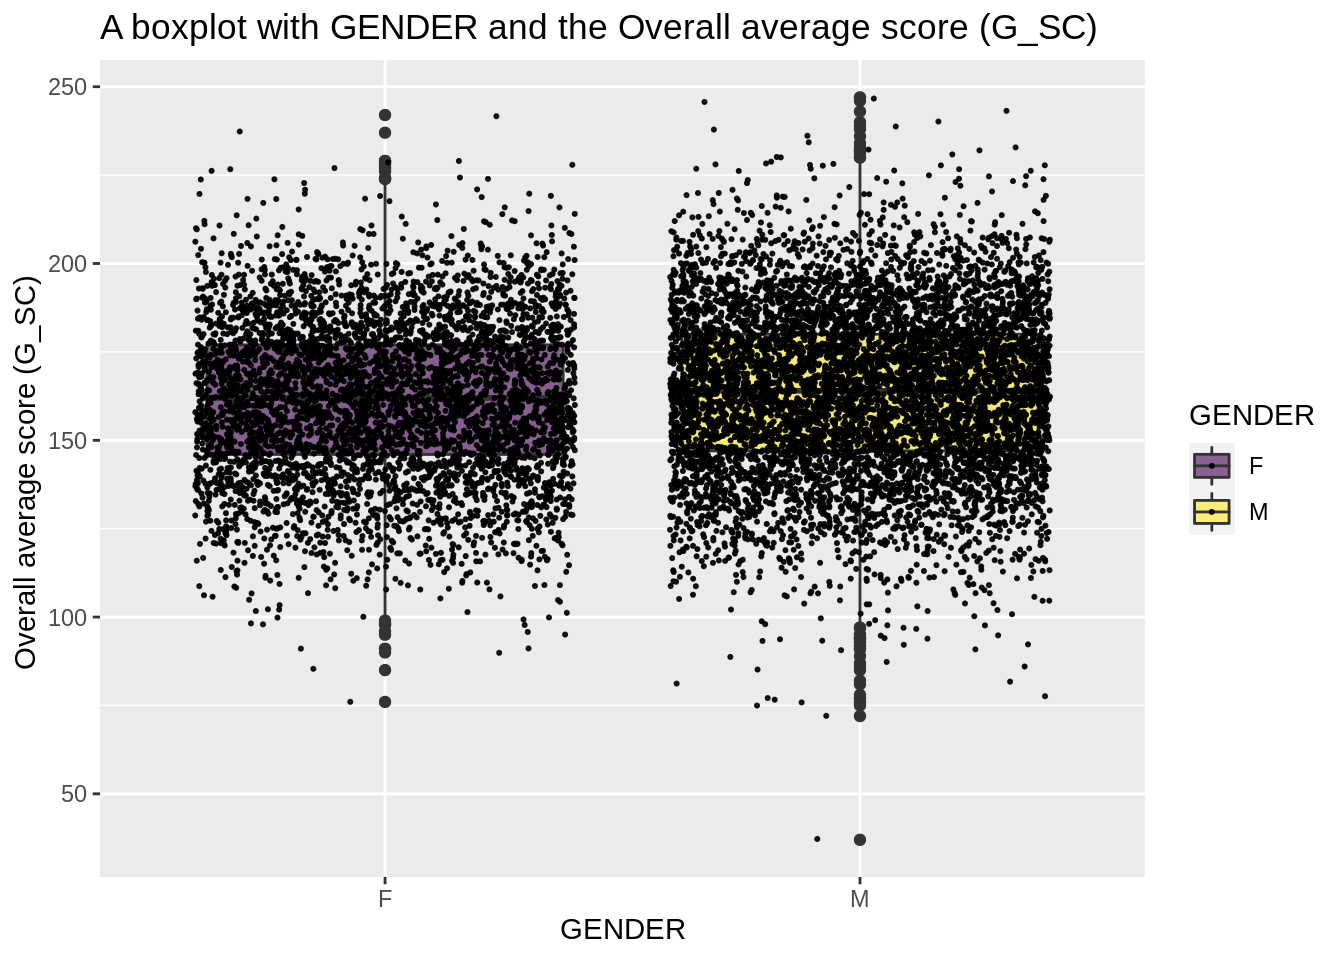 A boxplot with GENDER and the Overall average score (G_SC)
Overall average score (G_SC)
250
200
150
100
50
F
M
GENDER
GENDER
F
M